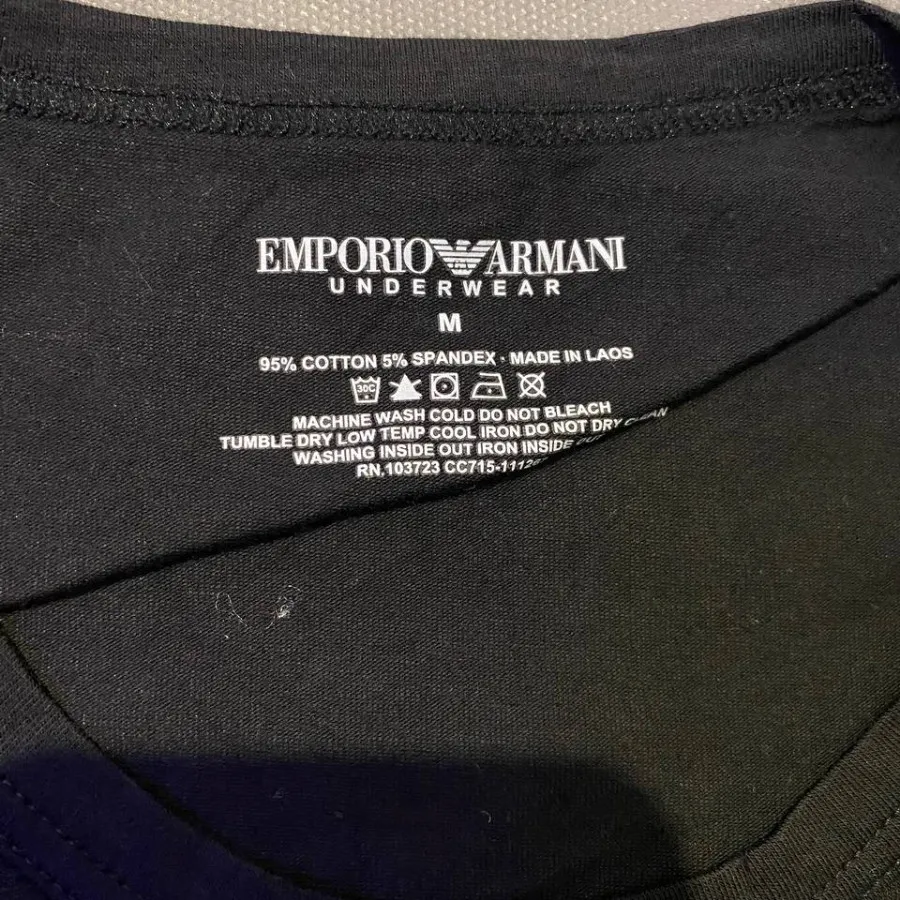 EMPORIO ARMANI
UNDERWEAR
M
95% COTTON 5% SPANDEX · MADE IN LAOS
30C
MACHINE WASH COLD DO NOT BLEACH
TUMBLE DRY LOW TEMP COOL IRON DO NOT DRY CLEAN
WASHING INSIDE OUT IRON INSIDE
RN.103723